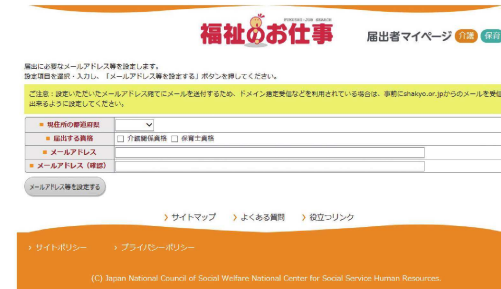 福祉のお仕事
届出者マイページ 介護 保育
届出に必要なメールアドレス等を設定します。
設定項目を選択・入力し、「メールアドレス等を設定する」ボタンを押してください。
ご注意：設定いただいたメールアドレス宛てにメールを送付するため、ドメイン指定受信などを利用されている場合は、事前にshakyo.or.jpからのメールを受信
出来るように設定してください。
現住所の都道府県
届出する資格 介護関係資格 保育士資格
メールアドレス
メールアドレス（確認）
メールアドレス等を設定する
サイトマップ よくある質問 役立つリンク
サイトポリシー プライバシーポリシー
(C) Japan National Council of Social Welfare National Center for Social Service Human Resources.